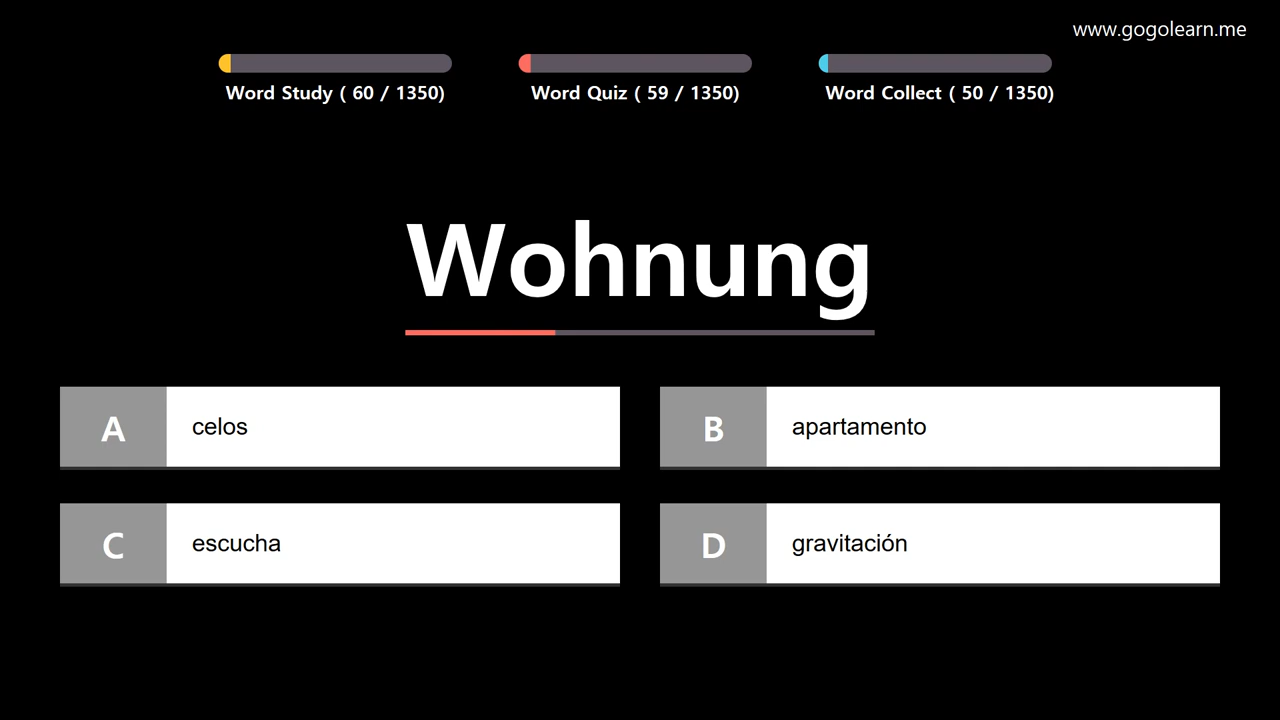 www.gogolearn.me
Word Study ( 60 / 1350)
Word Quiz ( 59 / 1350)
Word Collect ( 50 / 1350)
Wohnung
A celos
B apartamento
C escucha
D gravitación